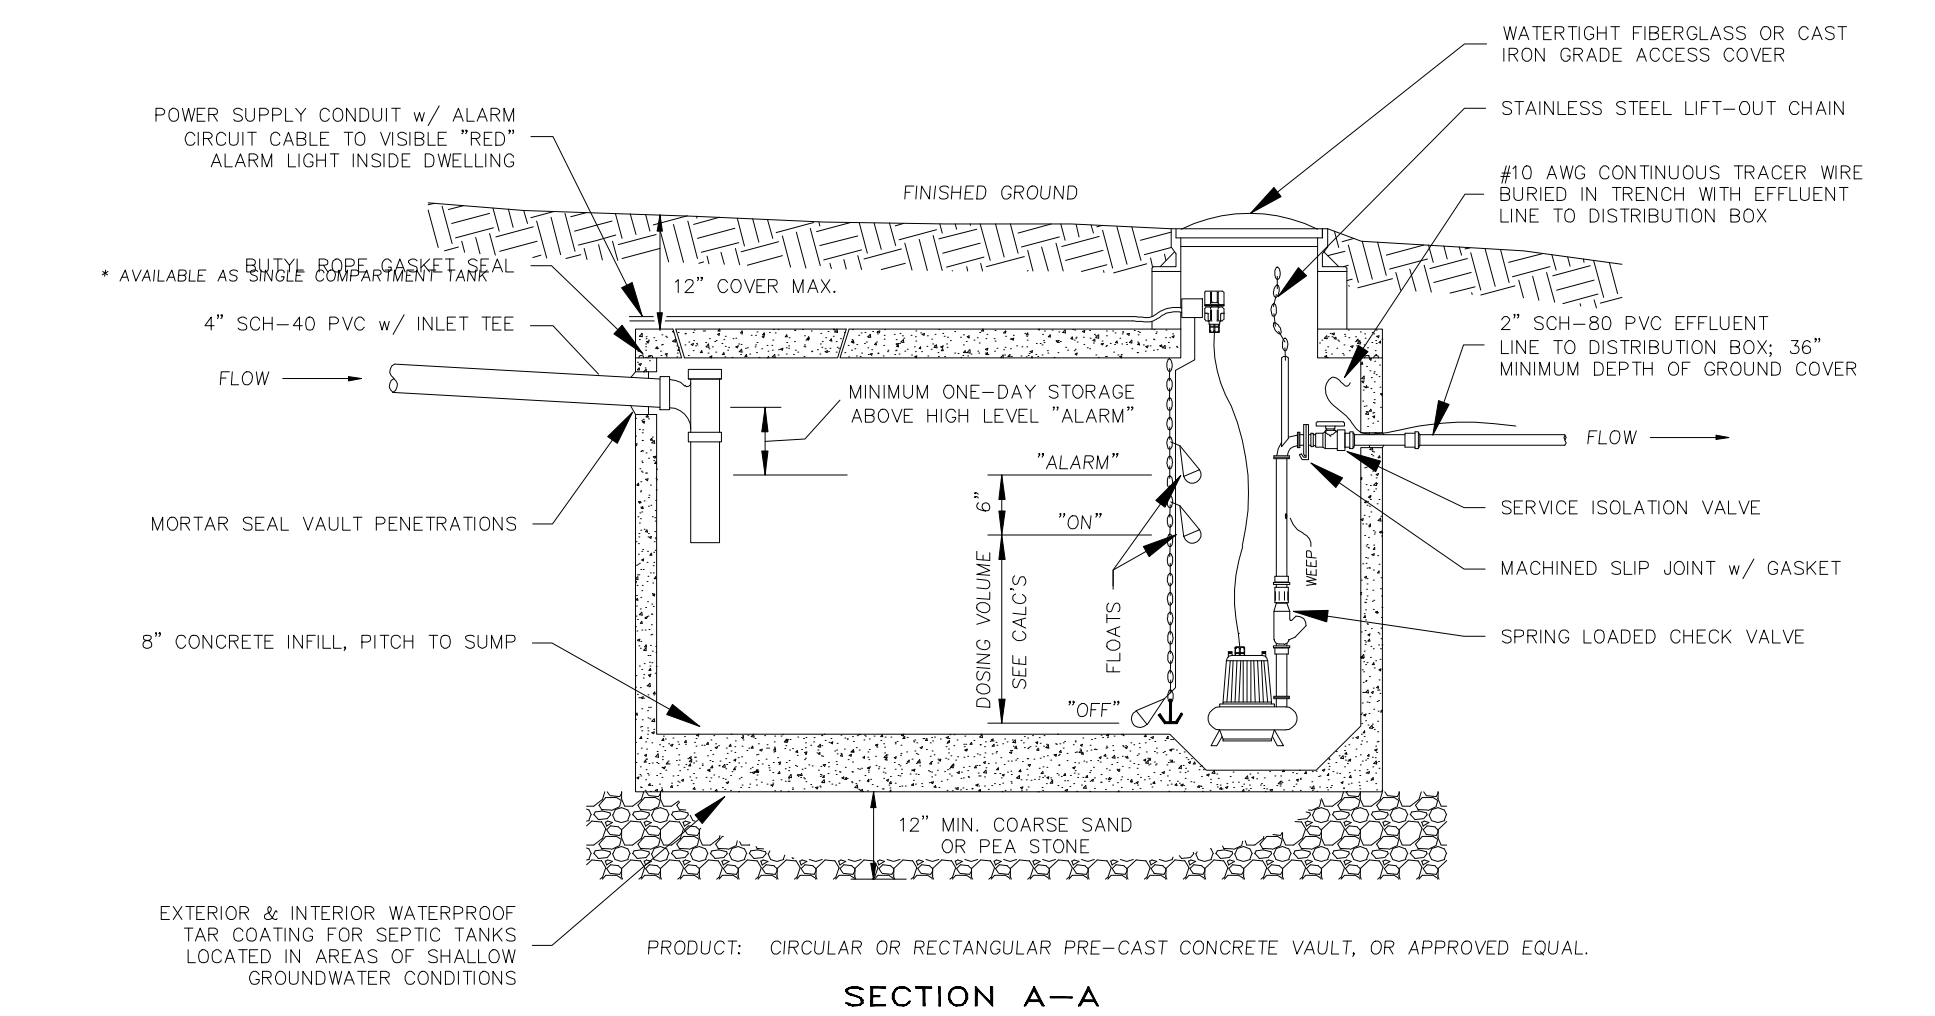 WATERTIGHT FIBERGLASS OR CAST
IRON GRADE ACCESS COVER
STAINLESS STEEL LIFT-OUT CHAIN
#10 AWG CONTINUOUS TRACER WIRE
BURIED IN TRENCH WITH EFFLUENT
LINE TO DISTRIBUTION BOX
POWER SUPPLY CONDUIT w/ ALARM
CIRCUIT CABLE TO VISIBLE "RED"
ALARM LIGHT INSIDE DWELLING
FINISHED GROUND
BUTYL ROPE GASKET SEAL
* AVAILABLE AS SINGLE COMPARTMENT TANK
12" COVER MAX.
4" SCH-40 PVC w/ INLET TEE
FLOW
2" SCH-80 PVC EFFLUENT
LINE TO DISTRIBUTION BOX; 36"
MINIMUM DEPTH OF GROUND COVER
MINIMUM ONE-DAY STORAGE
ABOVE HIGH LEVEL "ALARM"
FLOW
"ALARM"
6"
"ON"
MORTAR SEAL VAULT PENETRATIONS
SERVICE ISOLATION VALVE
MACHINED SLIP JOINT w/ GASKET
WEEP
DOSING VOLUME
SEE CALC'S
FLOATS
8" CONCRETE INFILL, PITCH TO SUMP
SPRING LOADED CHECK VALVE
"OFF"
12" MIN. COARSE SAND
OR PEA STONE
EXTERIOR & INTERIOR WATERPROOF
TAR COATING FOR SEPTIC TANKS
LOCATED IN AREAS OF SHALLOW
GROUNDWATER CONDITIONS
PRODUCT: CIRCULAR OR RECTANGULAR PRE-CAST CONCRETE VAULT, OR APPROVED EQUAL.
SECTION A-A